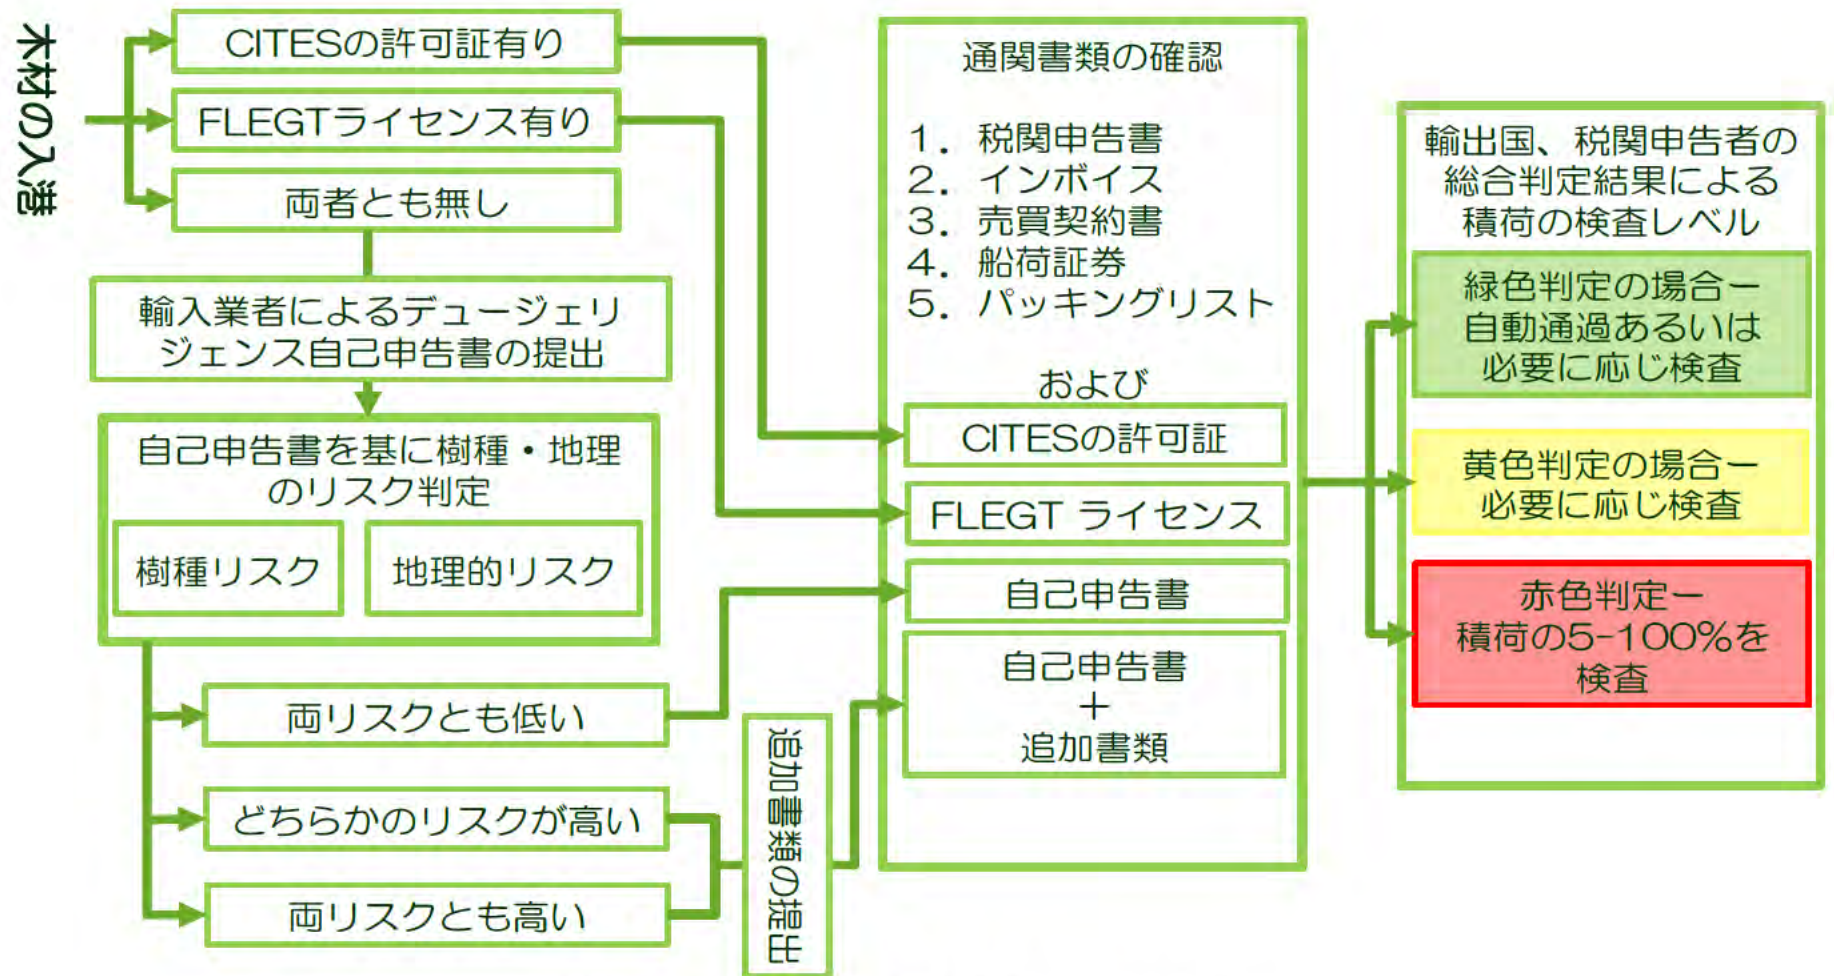 木材の入港
CITESの許可証有り
FLEGTライセンス有り
両者とも無し
輸入業者によるデュージェリ
ジェンス自己申告書の提出
自己申告書を基に樹種・地理
のリスク判定
樹種リスク
地理的リスク
両リスクとも低い
どちらかのリスクが高い
両リスクとも高い
追加書類の提出
通関書類の確認
1. 税関申告書
2. インボイス
3. 売買契約書
4. 船荷証券
5. パッキングリスト
および
CITESの許可証
FLEGT ライセンス
自己申告書
自己申告書
+
追加書類
輸出国、税関申告者の
総合判定結果による
積荷の検査レベル
緑色判定の場合ー
自動通過あるいは
必要に応じ検査
黄色判定の場合ー
必要に応じ検査
赤色判定ー
積荷の5-100%を
検査